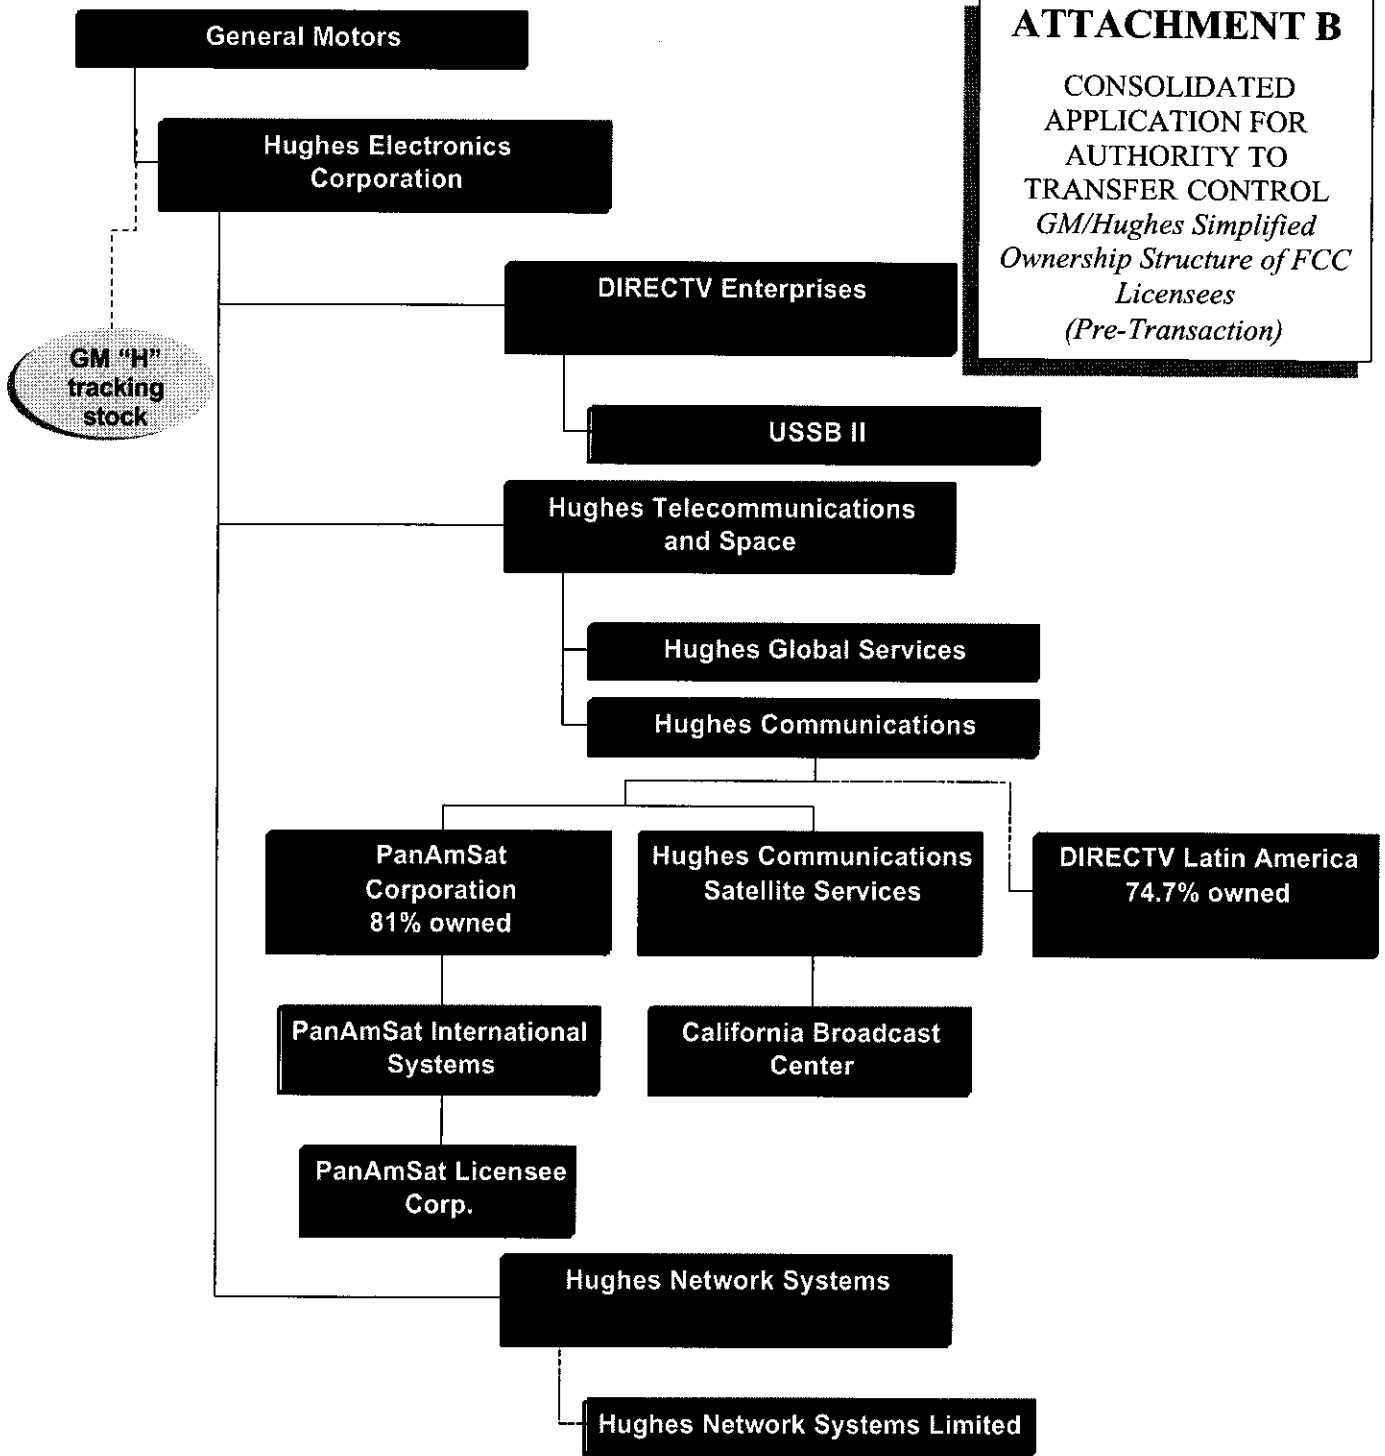 General Motors
ATTACHMENT B
CONSOLIDATED
APPLICATION FOR
AUTHORITY TO
TRANSFER CONTROL
GM/Hughes Simplified
Ownership Structure of FCC
Licensees
(Pre-Transaction)
Hughes Electronics
Corporation
DIRECTV Enterprises
GM “H”
tracking
stock
USSB II
Hughes Telecommunications
and Space
Hughes Global Services
Hughes Communications
PanAmSat
Corporation
81% owned
Hughes Communications
Satellite Services
DIRECTV Latin America
74.7% owned
PanAmSat International
Systems
California Broadcast
Center
PanAmSat Licensee
Corp.
Hughes Network Systems
Hughes Network Systems Limited